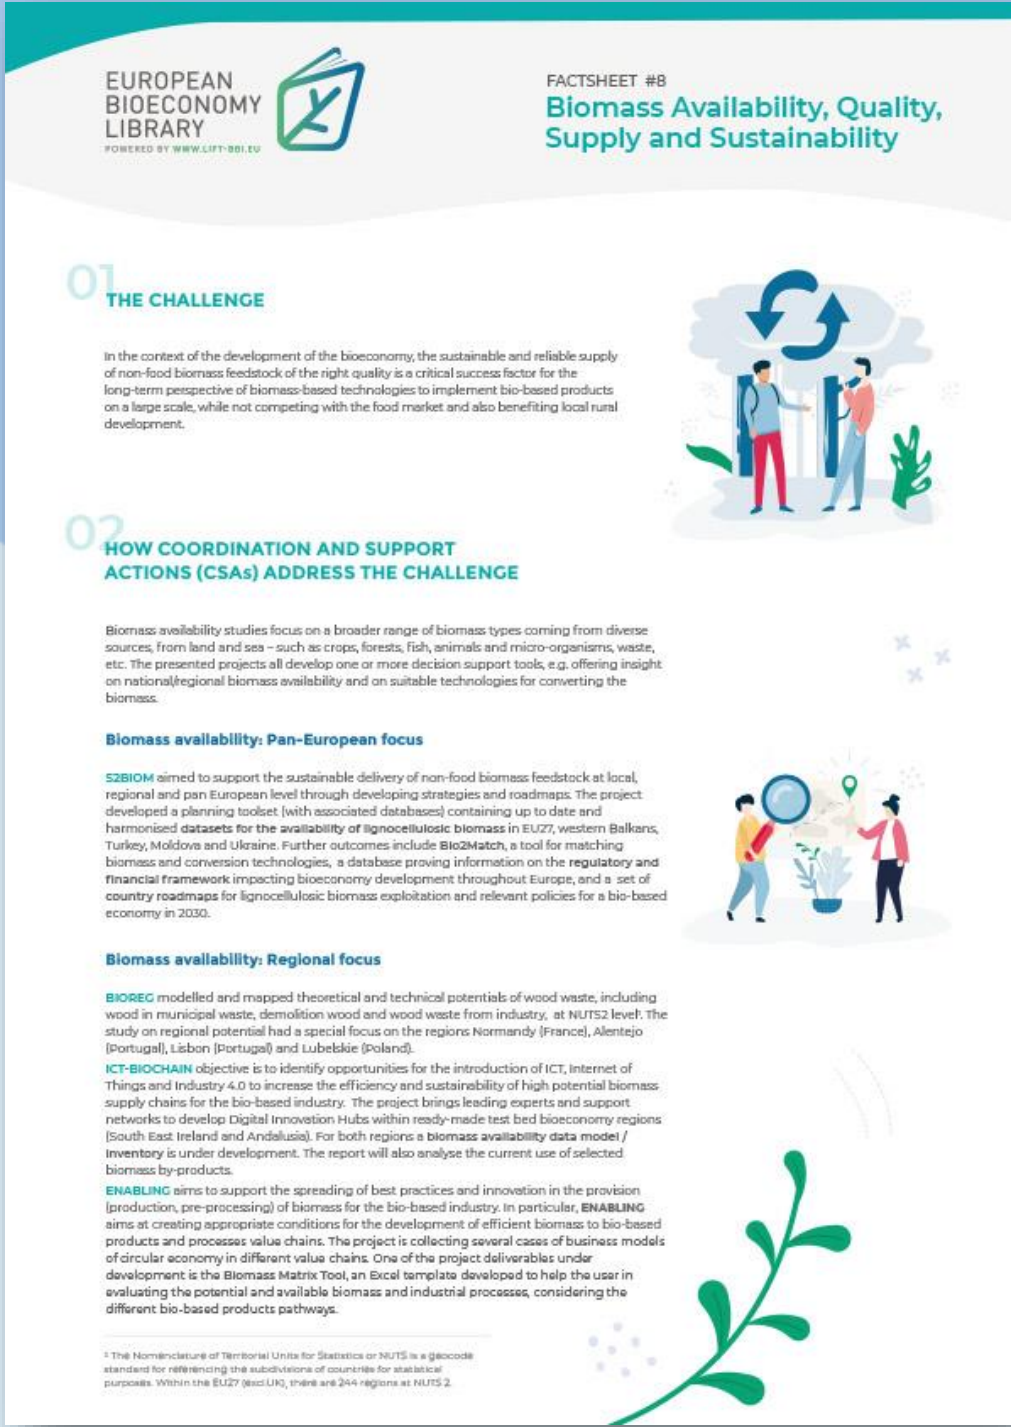 EUROPEAN
BIOECONOMY
LIBRARY
POWERED BY WWW.LIFT-BBI.EU
FACTSHEET #8
Biomass Availability, Quality,
Supply and Sustainability
01
THE CHALLENGE
In the context of the development of the bioeconomy, the sustainable and reliable supply
of non-food biomass feedstock of the right quality is a critical success factor for the
long-term perspective of biomass-based technologies to implement bio-based products
on a large scale, while not competing with the food market and also benefiting local rural
development.
02
HOW COORDINATION AND SUPPORT
ACTIONS (CSAs) ADDRESS THE CHALLENGE
Biomass availability studies focus on a broader range of biomass types coming from diverse
sources, from land and sea – such as crops, forests, fish, animals and micro-organisms, waste,
etc. The presented projects all develop one or more decision support tools, e.g. offering insight
on national/regional biomass availability and on suitable technologies for converting the
biomass.
Biomass availability: Pan-European focus
S2BIOM aimed to support the sustainable delivery of non-food biomass feedstock at local,
regional and pan European level through developing strategies and roadmaps. The project
developed a planning toolset (with associated databases) containing up to date and
harmonised datasets for the availability of lignocellulosic biomass in EU27, western Balkans,
Turkey, Moldova and Ukraine. Further outcomes include Bio2Match, a tool for matching
biomass and conversion technologies, a database proving information on the regulatory and
financial framework impacting bioeconomy development throughout Europe, and a set of
country roadmaps for lignocellulosic biomass exploitation and relevant policies for a bio-based
economy in 2030.
Biomass availability: Regional focus
BIOREG modelled and mapped theoretical and technical potentials of wood waste, including
wood in municipal waste, demolition wood and wood waste from industry, at NUTS2 level¹. The
study on regional potential had a special focus on the regions Normandy (France), Alentejo
(Portugal), Lisbon (Portugal) and Lubelskie (Poland).
ICT-BIOCHAIN objective is to identify opportunities for the introduction of ICT, Internet of
Things and Industry 4.0 to increase the efficiency and sustainability of high potential biomass
supply chains for the bio-based industry. The project brings leading experts and support
networks to develop Digital Innovation Hubs within ready-made test bed bioeconomy regions
(South East Ireland and Andalusia). For both regions a biomass availability data model /
Inventory is under development. The report will also analyse the current use of selected
biomass by-products.
ENABLING aims to support the spreading of best practices and innovation in the provision
(production, pre-processing) of biomass for the bio-based industry. In particular, ENABLING
aims at creating appropriate conditions for the development of efficient biomass to bio-based
products and processes value chains. The project is collecting several cases of business models
of circular economy in different value chains. One of the project deliverables under
development is the Biomass Matrix Tool, an Excel template developed to help the user in
evaluating the potential and available biomass and industrial processes, considering the
different bio-based products pathways.
¹ The Nomenclature of Territorial Units for Statistics or NUTS is a geocode
standard for referencing the subdivisions of countries for statistical
purposes. Within the EU27 (excl.UK), there are 244 regions at NUTS 2